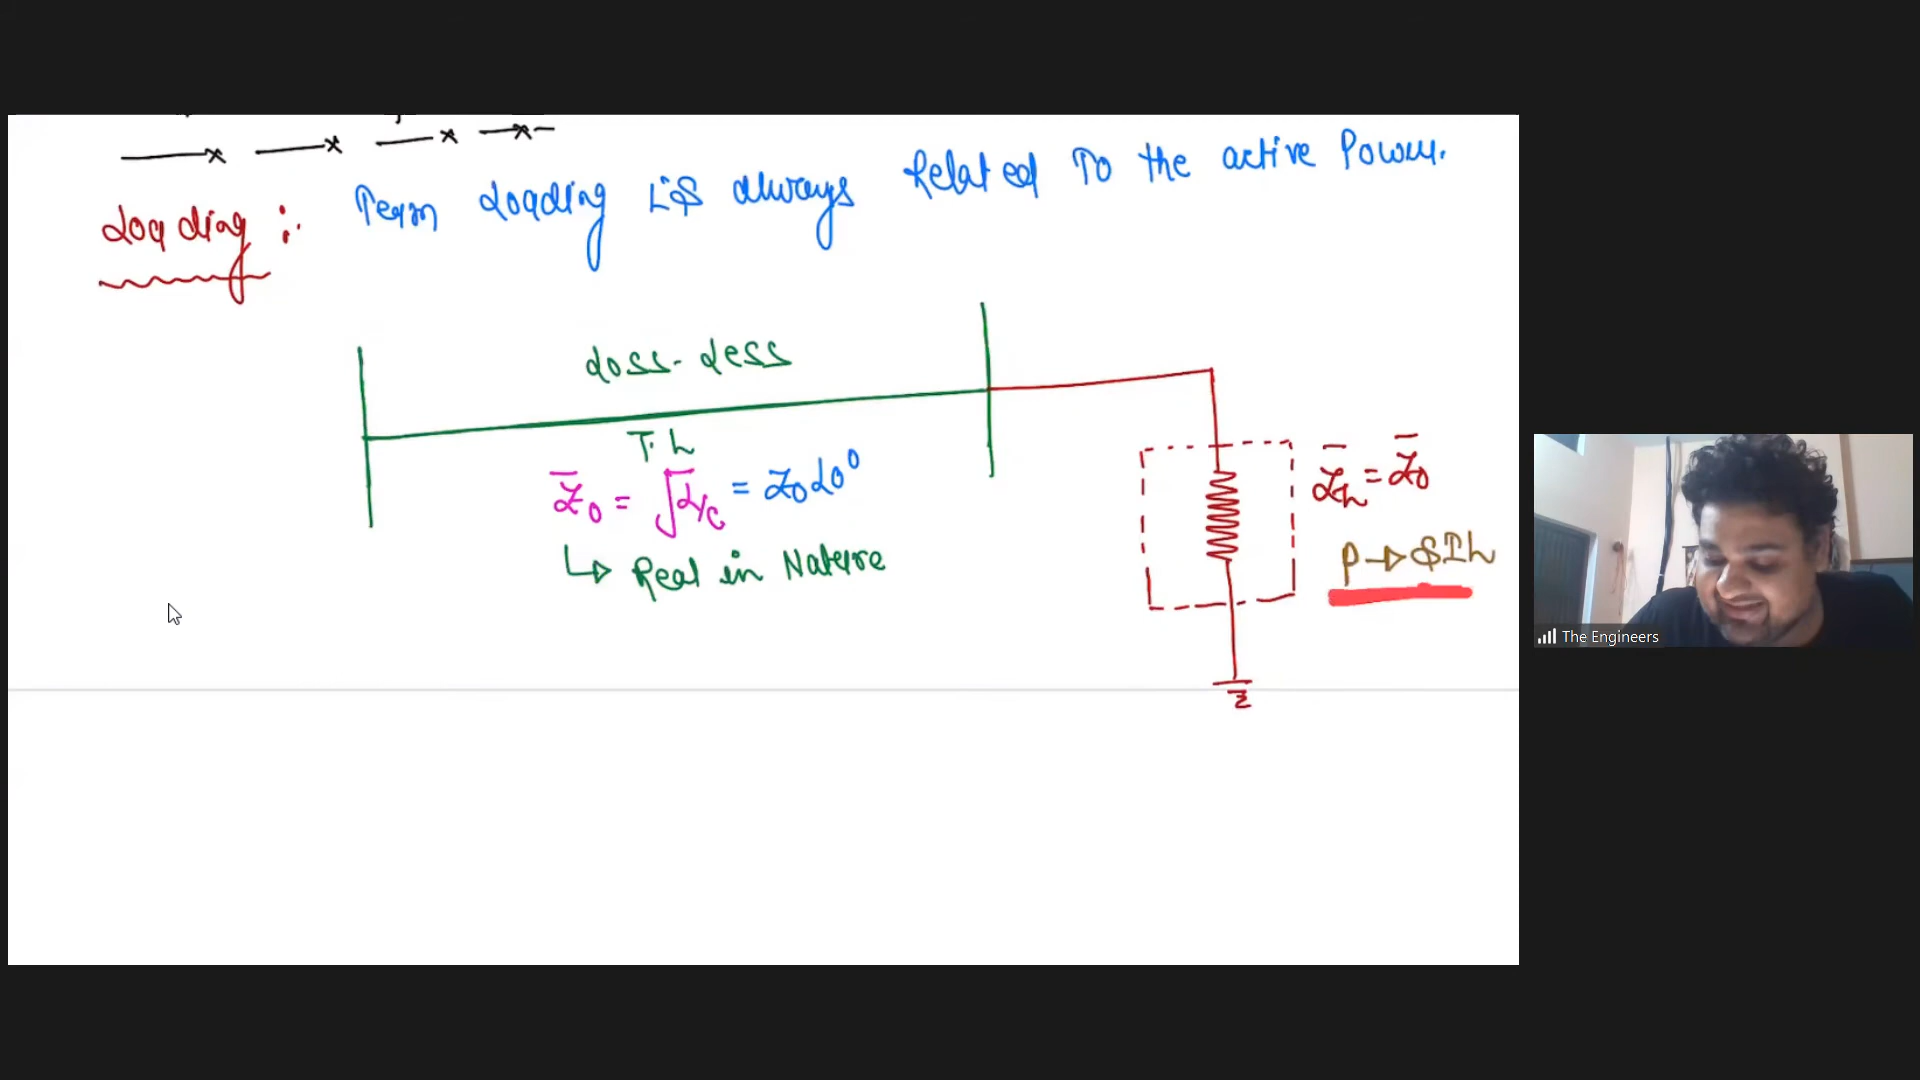 Loading :- Term Loading is always Related To the active Power.
Loss-Less
T.L
Z̅₀ = √L/C = Z₀∠0°
↳ Real in Nature
Z̅L = Z̅₀
P → SIL
The Engineers